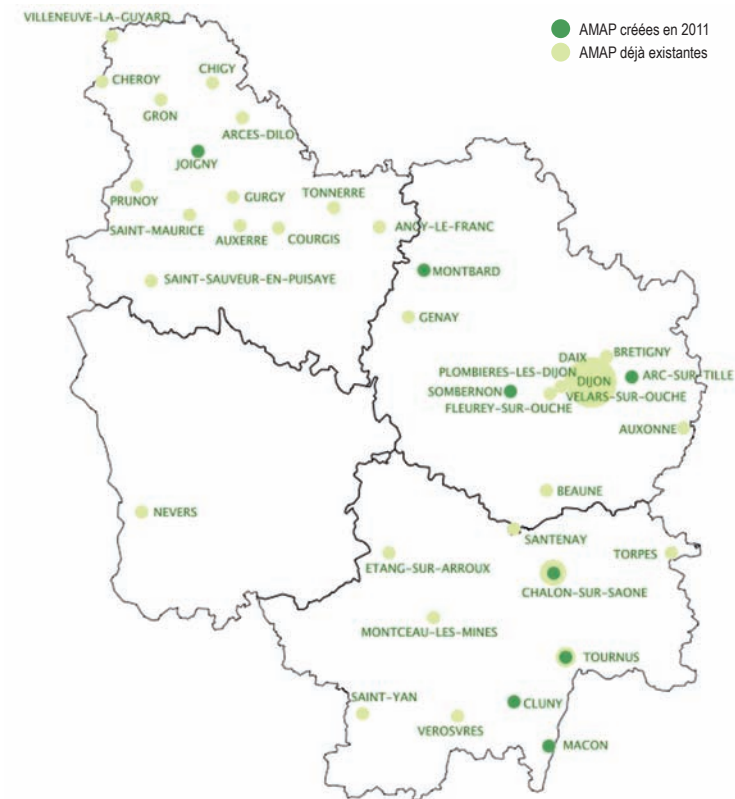 VILLENEUVE-LA-GUYARD
AMAP créées en 2011
AMAP déjà existantes
CHEROY
CHIGY
GRON
ARCES-DILO
JOIGNY
PRUNOY
GURGY
TONNERRE
SAINT-MAURICE
AUXERRE
COURGIS
ANCY-LE-FRANC
SAINT-SAUVEUR-EN-PUISAYE
MONTBARD
GENAY
DAIX
BRETIGNY
PLOMBIERES-LES-DIJON
DIJON
ARC-SUR-TILLE
SOMBERNON
VELARS-SUR-OUCHE
FLEUREY-SUR-OUCHE
AUXONNE
BEAUNE
NEVERS
SANTENAY
ETANG-SUR-ARROUX
TORPES
CHALON-SUR-SAONE
MONTCEAU-LES-MINES
TOURNUS
SAINT-YAN
CLUNY
VEROSVRES
MACON